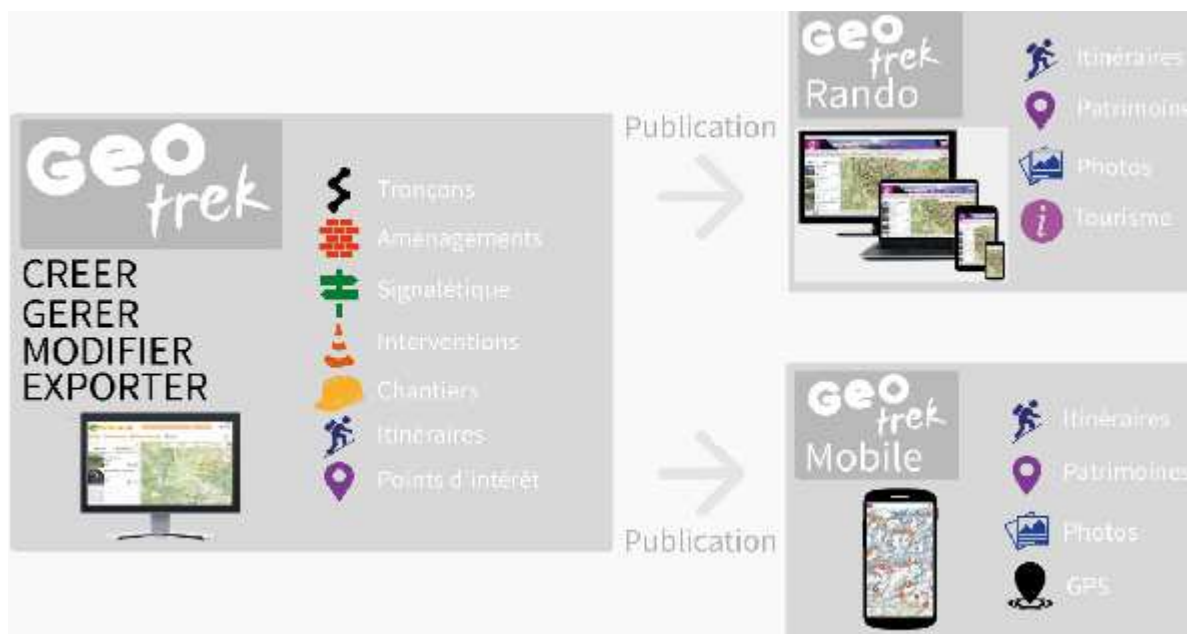 Geo
trek
CREER
GERER
MODIFIER
EXPORTER
Tronçons
Aménagements
Signalétique
Interventions
Chantiers
Itinéraires
Points d'intérêt
Publication
Publication
Geo
trek
Rando
Itinéraires
Patrimoine
Photos
Tourisme
Geo
trek
Mobile
Itinéraires
Patrimoines
Photos
GPS